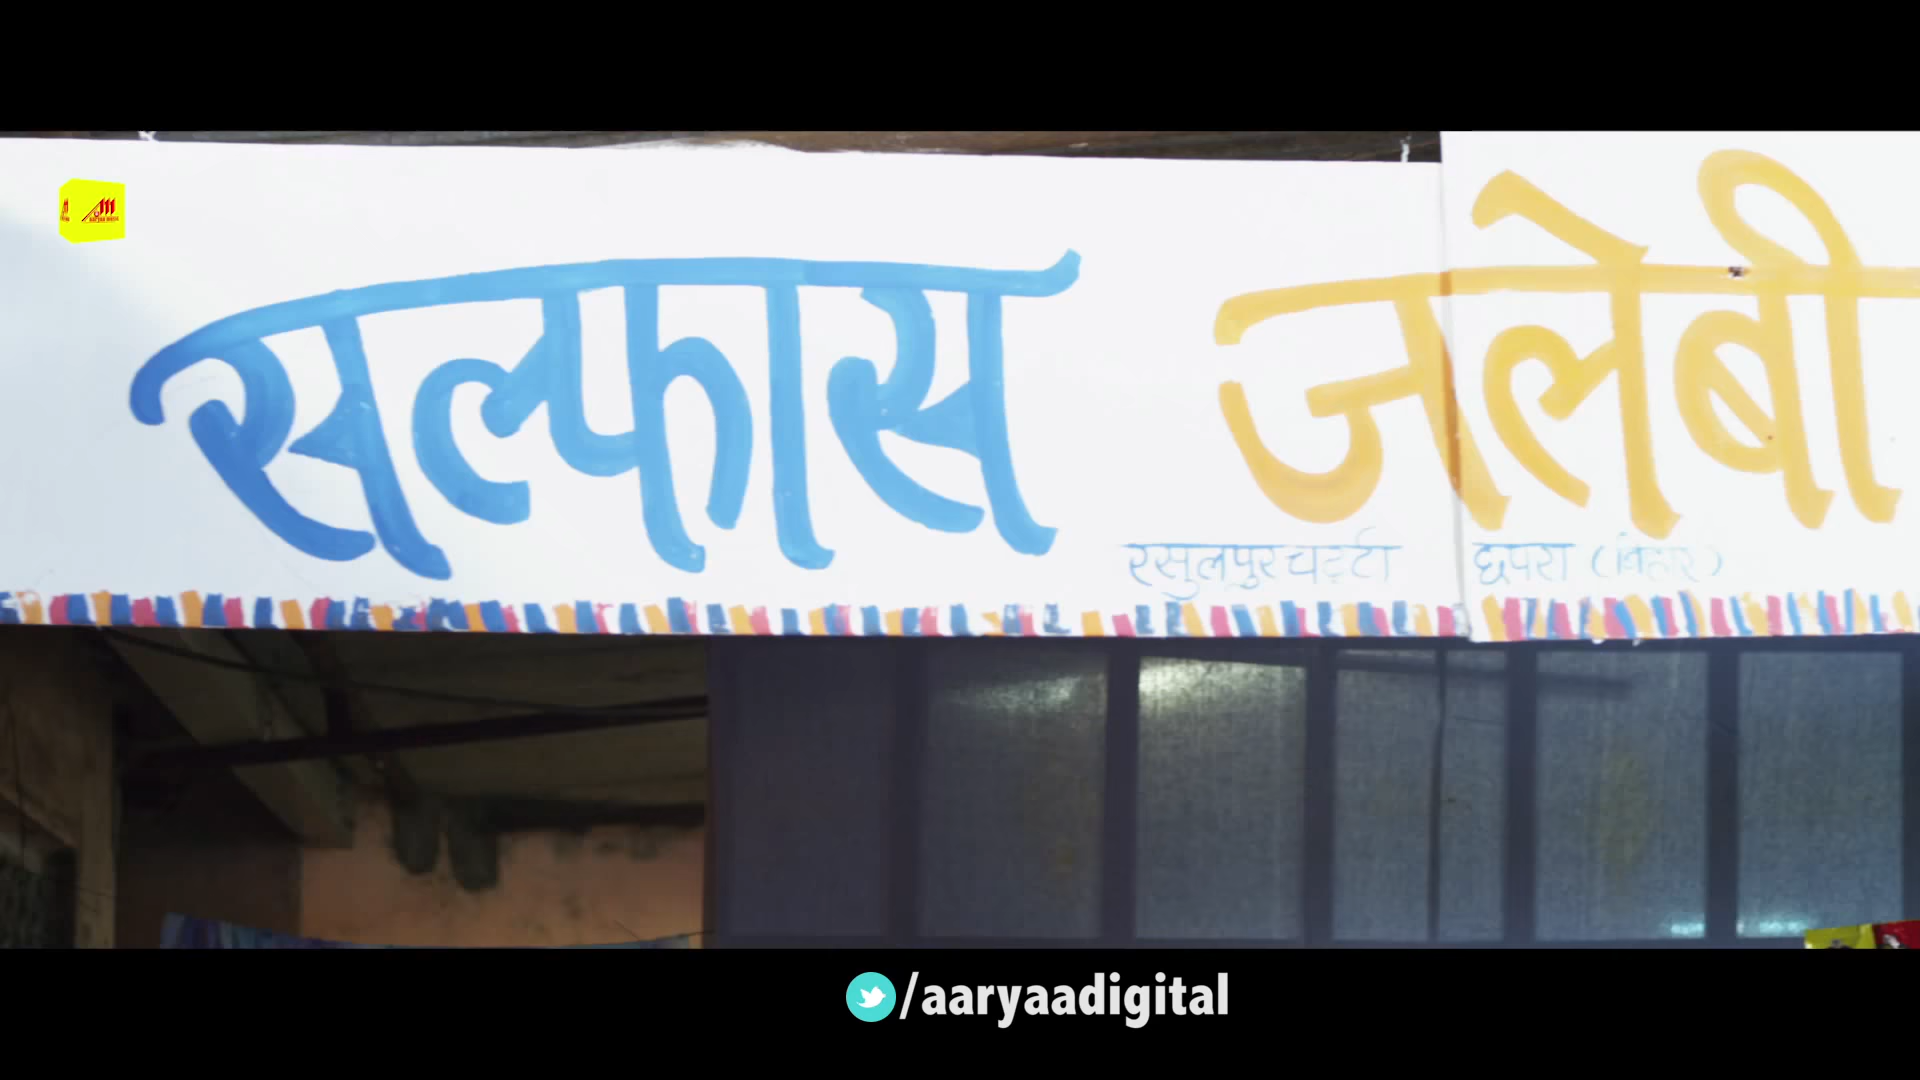 सल्फास जलेबी
रसुलपुर चट्टी छपरा (बिहार)
/aaryaadigital